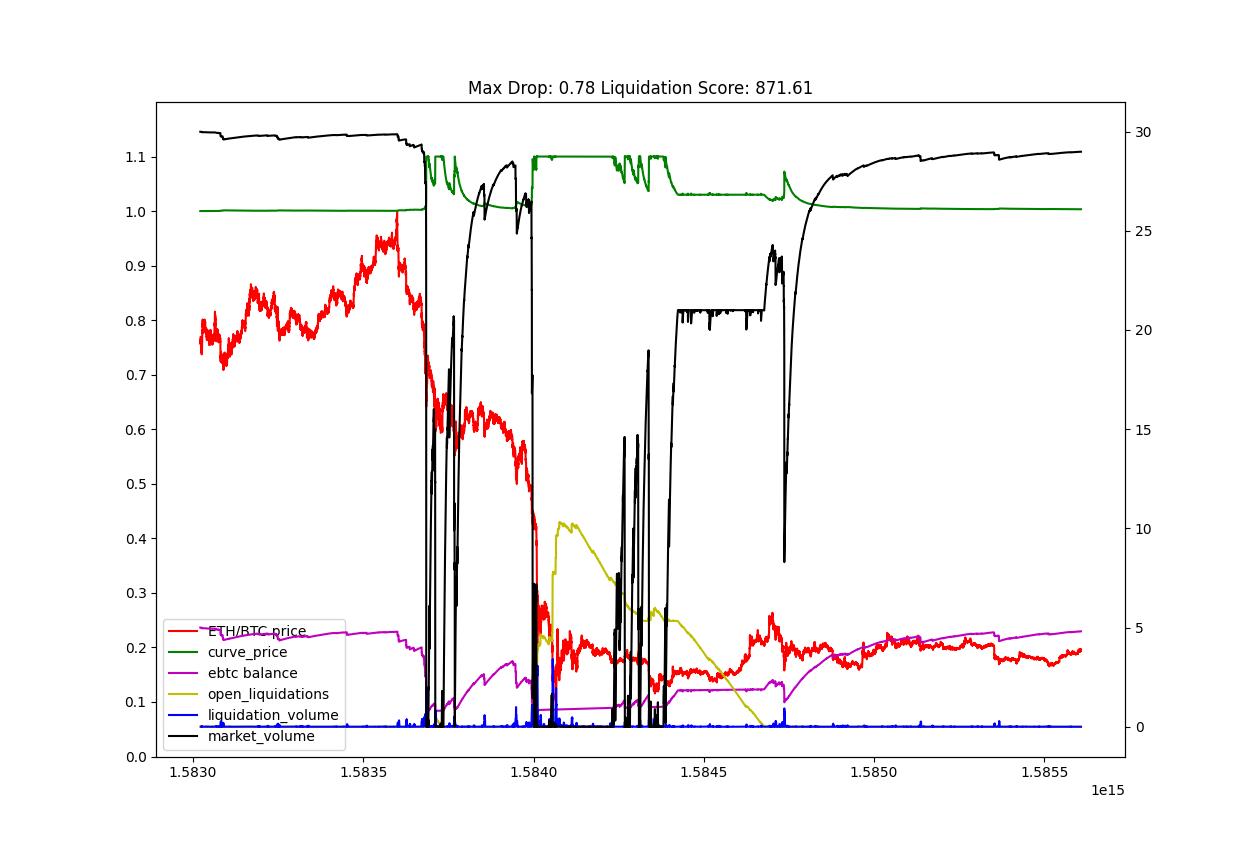 Max Drop: 0.78 Liquidation Score: 871.61
1.1
1.0
0.9
0.8
0.7
0.6
0.5
0.4
0.3
0.2
0.1
0.0
30
25
20
15
10
5
0
ETH/BTC price
curve_price
ebtc balance
open_liquidations
liquidation_volume
market_volume
1.5830 1.5835 1.5840 1.5845 1.5850 1.5855
1e15